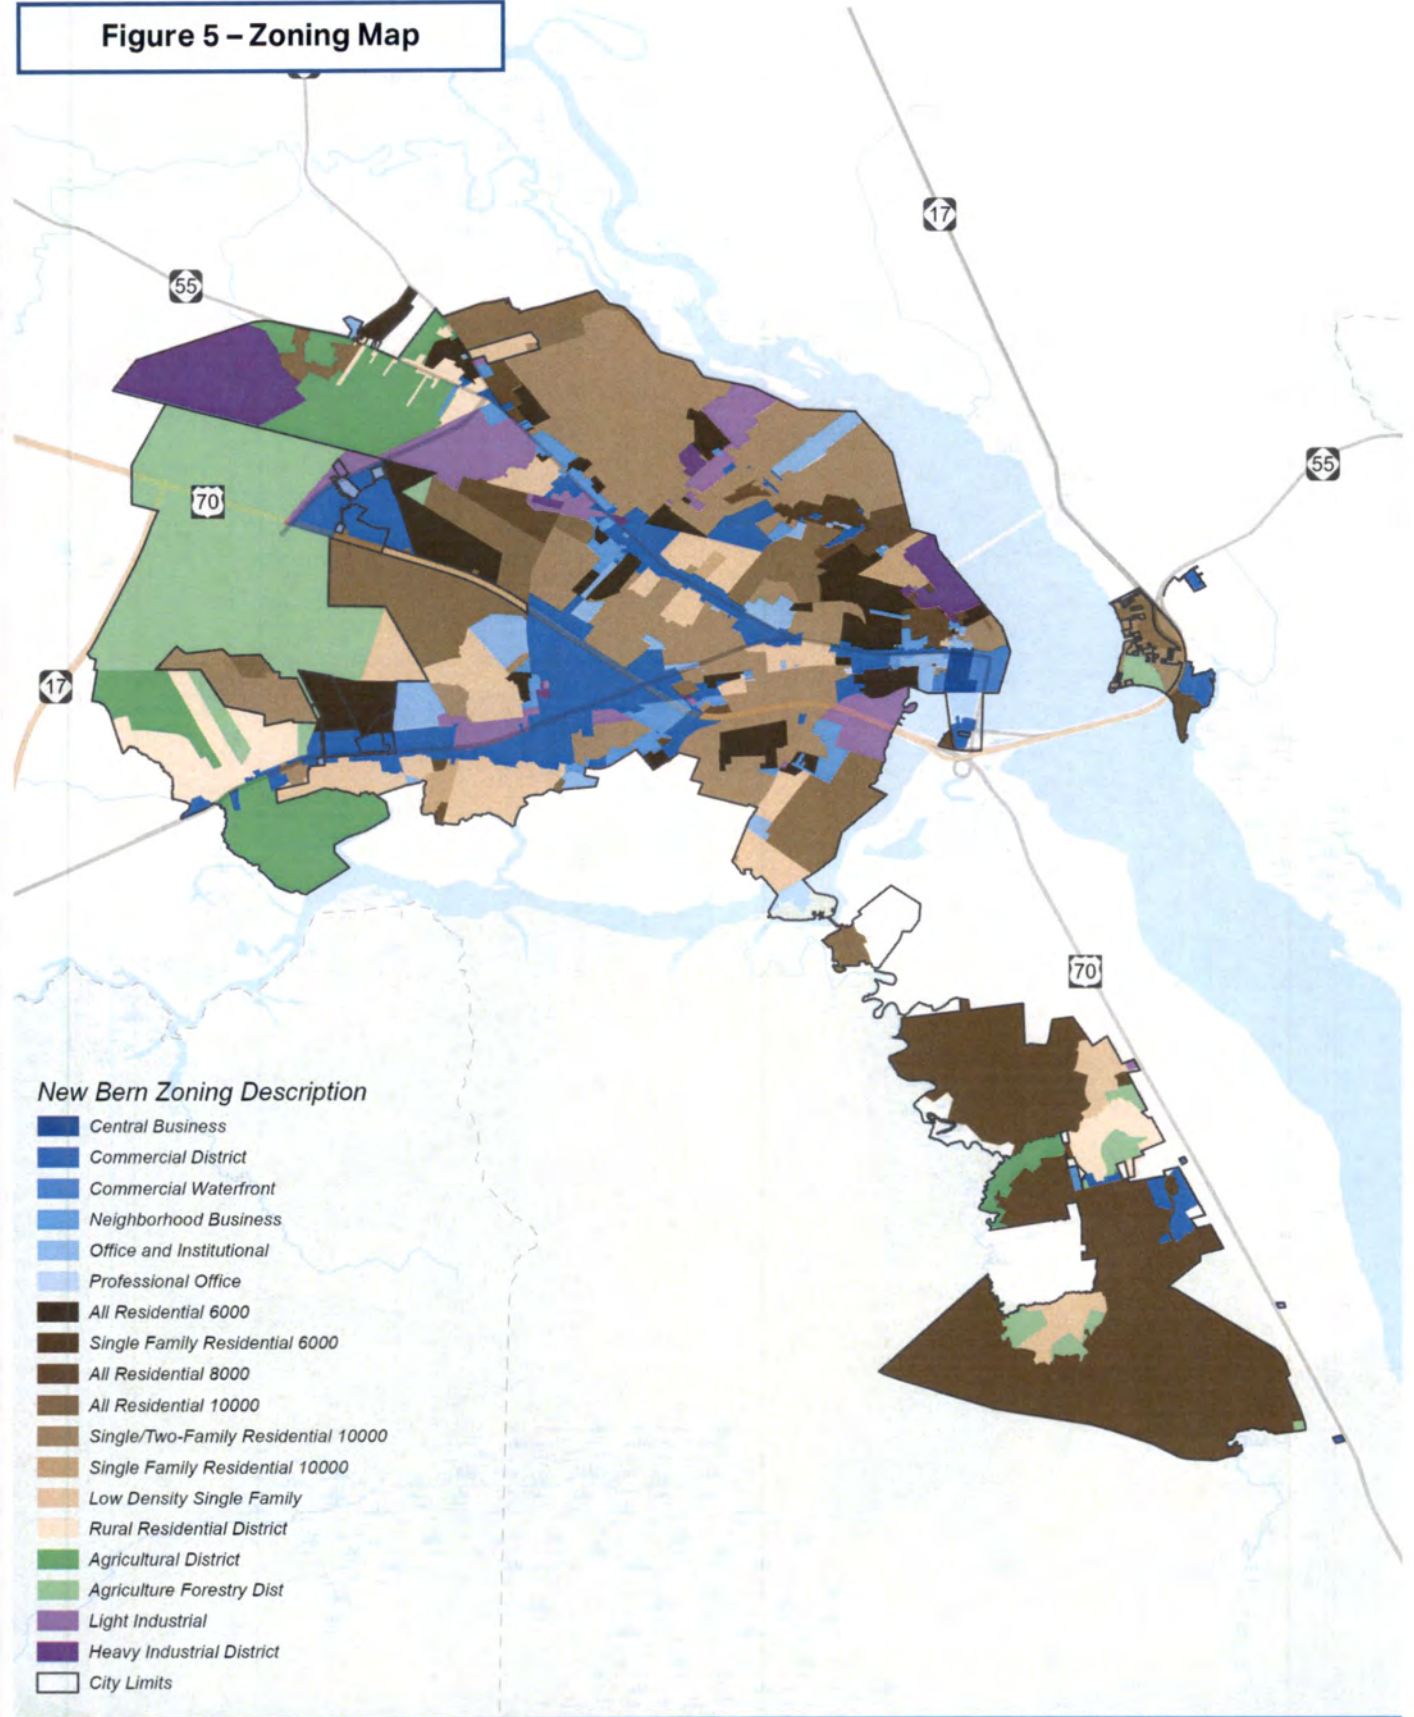 Figure 5 – Zoning Map
17
55
55
70
17
70
New Bern Zoning Description
Central Business
Commercial District
Commercial Waterfront
Neighborhood Business
Office and Institutional
Professional Office
All Residential 6000
Single Family Residential 6000
All Residential 8000
All Residential 10000
Single/Two-Family Residential 10000
Single Family Residential 10000
Low Density Single Family
Rural Residential District
Agricultural District
Agriculture Forestry Dist
Light Industrial
Heavy Industrial District
City Limits